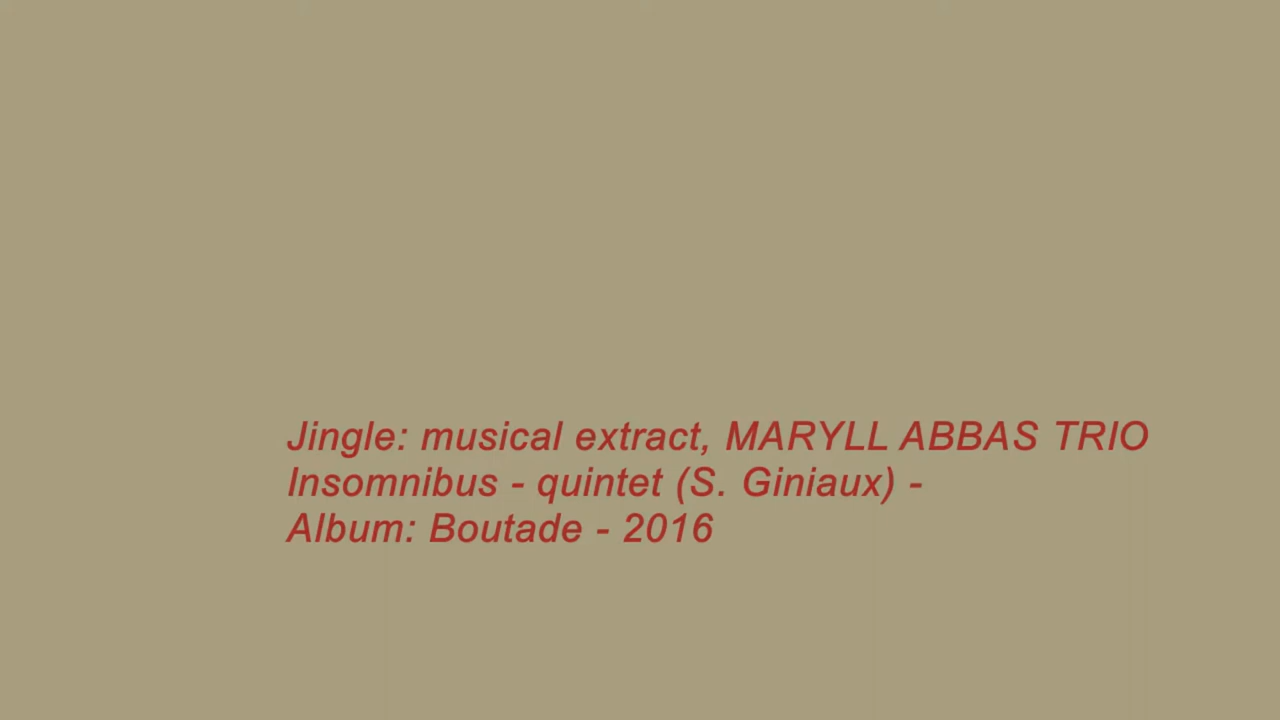 Jingle: musical extract, MARYLL ABBAS TRIO
Insomnibus - quintet (S. Giniaux) -
Album: Boutade - 2016